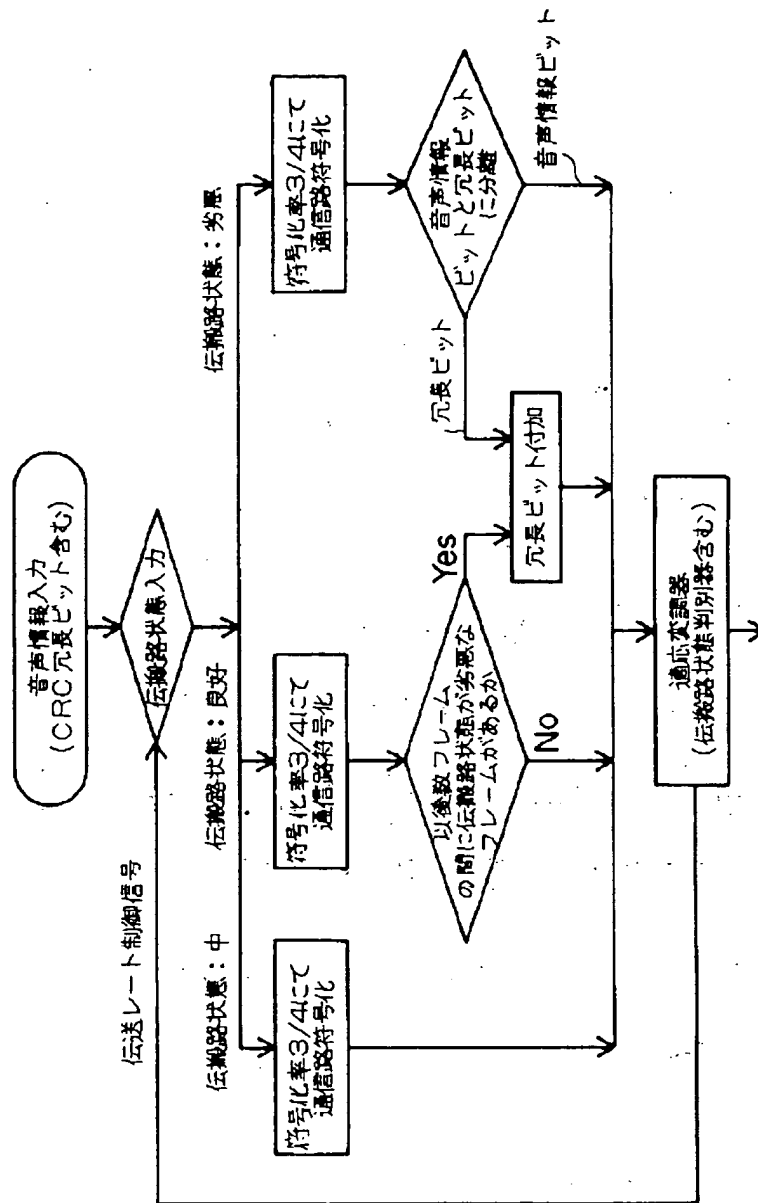 音声情報入力
(CRC冗長ビット含む)
伝送レート制御信号
伝搬路状態入力
伝搬路状態:中
伝搬路状態:良好
伝搬路状態:劣悪
符号化率3/4にて
通信路符号化
符号化率3/4にて
通信路符号化
符号化率3/4にて
通信路符号化
以後数フレーム
の間に伝搬路状態が劣悪な
フレームがあるか
Yes
No
音声情報
ビットと冗長ビット
に分離
冗長ビット
音声情報ビット
冗長ビット付加
適応変調器
(伝搬路状態判別器含む)